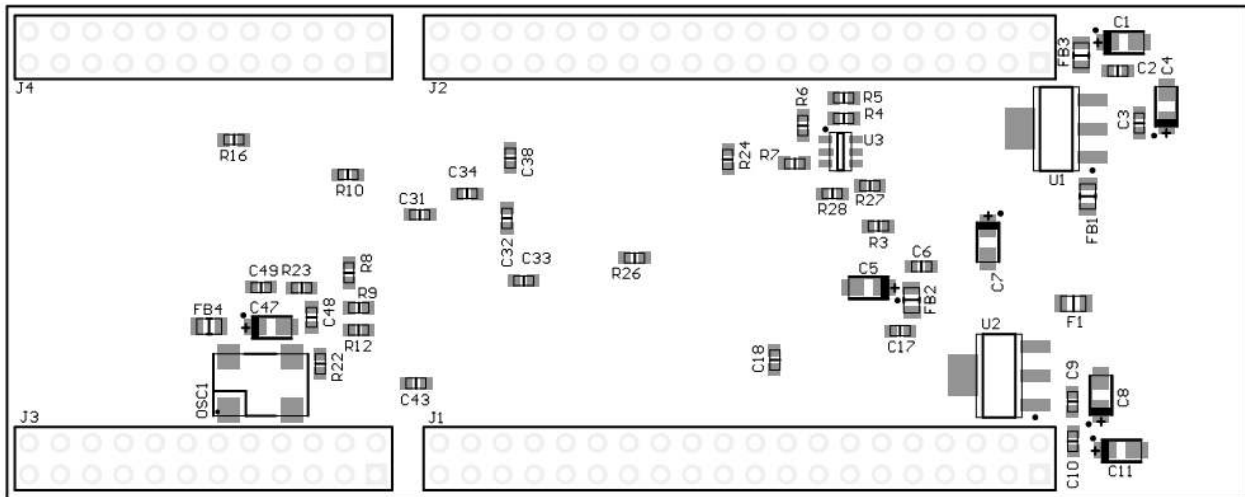 C1
FB3
C4
C2
J4
J2
R6
R5
R4
C3
R16
C38
R24
R7
U3
R10
C34
U1
C31
R28
R27
FB1
C32
R3
R8
C33
R26
C6
C7
C49
R23
C5
FB2
R9
C48
FB4
C47
F1
R12
C17
U2
C18
R22
C9
C8
OSC1
C43
J3
J1
C10
C11